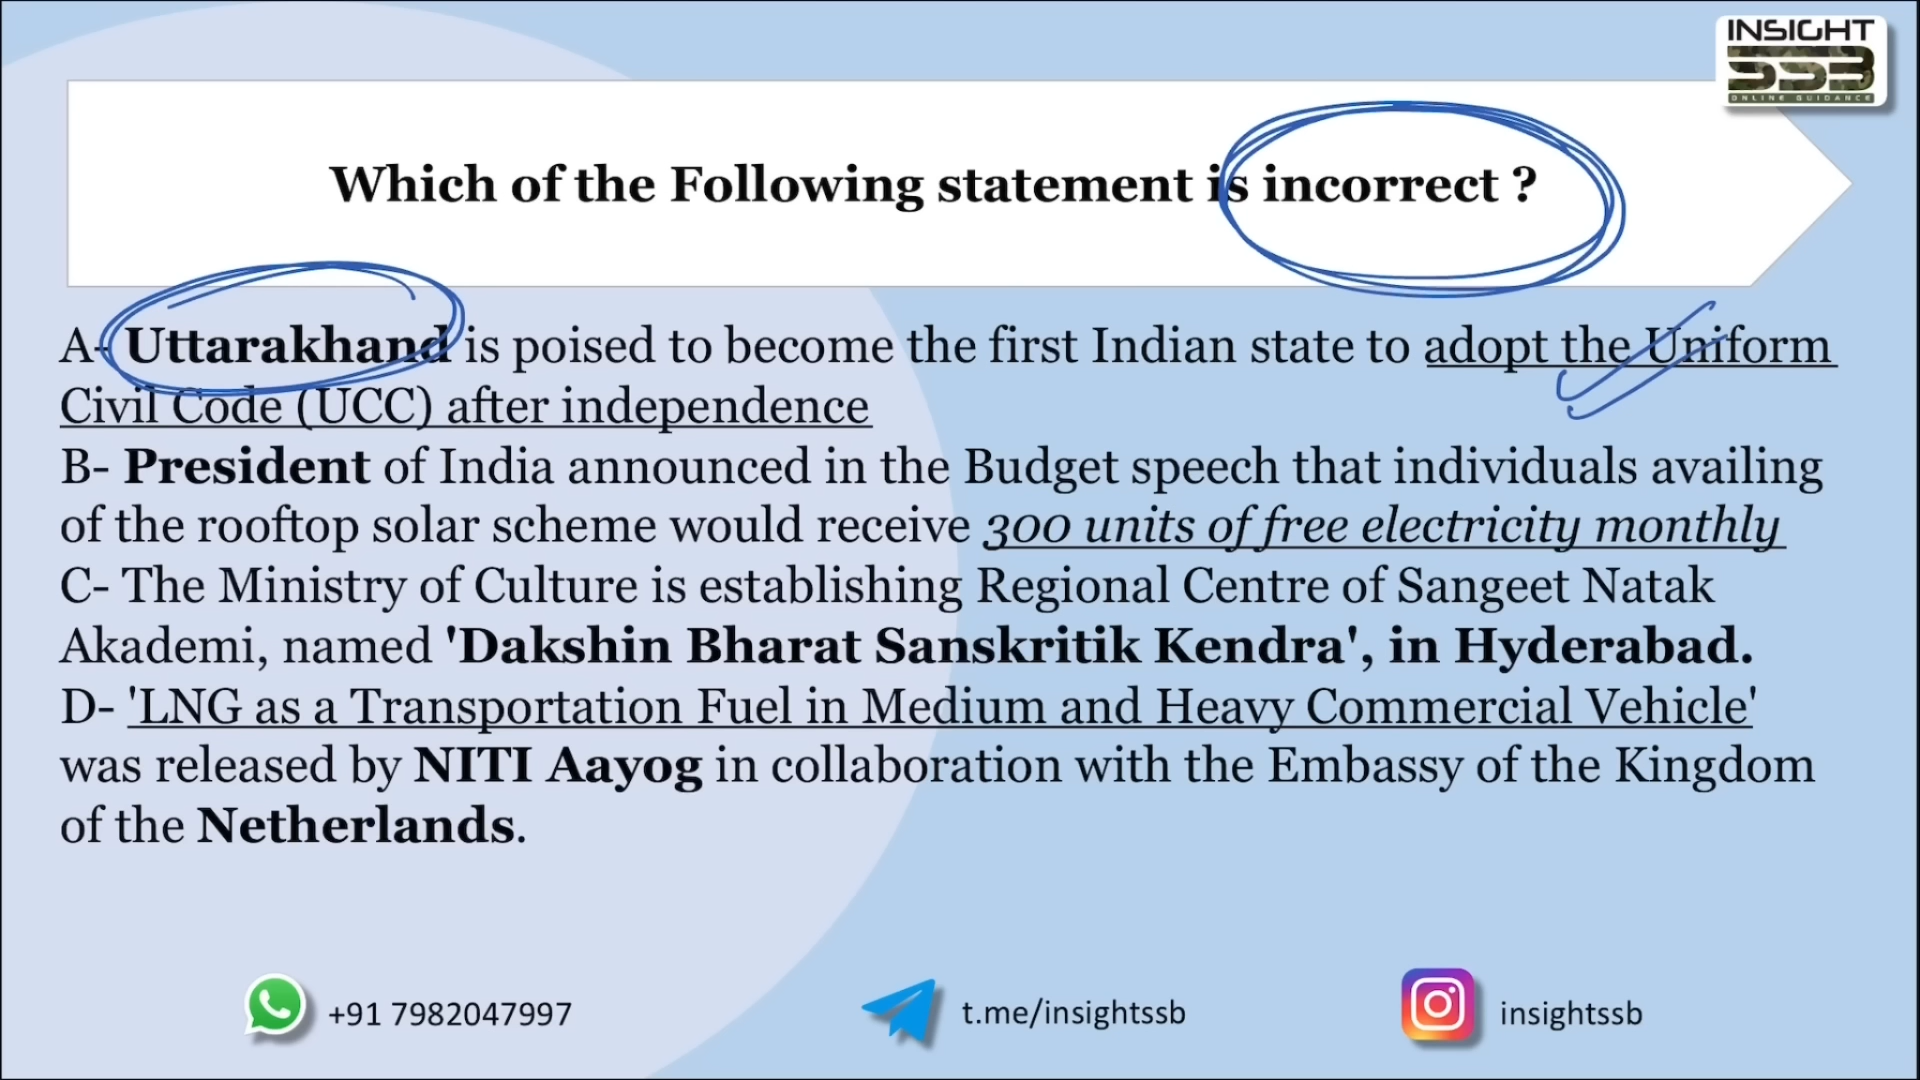 INSIGHT
SSB
ONLINE GUIDANCE
Which of the Following statement is incorrect ?
A- Uttarakhand is poised to become the first Indian state to adopt the Uniform
Civil Code (UCC) after independence
B- President of India announced in the Budget speech that individuals availing
of the rooftop solar scheme would receive 300 units of free electricity monthly
C- The Ministry of Culture is establishing Regional Centre of Sangeet Natak
Akademi, named 'Dakshin Bharat Sanskritik Kendra', in Hyderabad.
D- 'LNG as a Transportation Fuel in Medium and Heavy Commercial Vehicle'
was released by NITI Aayog in collaboration with the Embassy of the Kingdom
of the Netherlands.
+91 7982047997
t.me/insightssb
insightssb